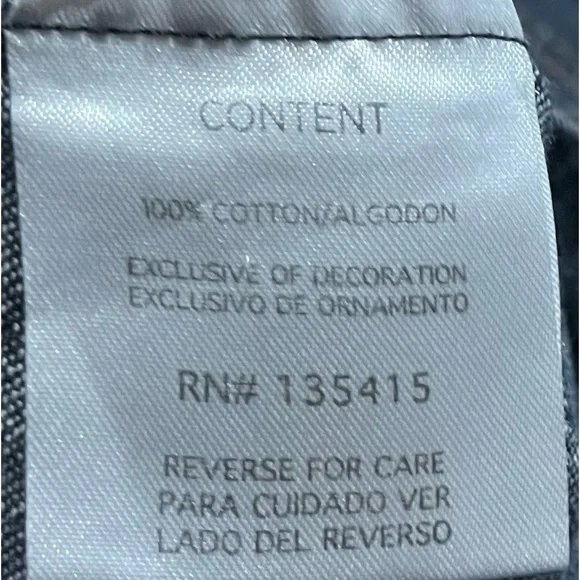 CONTENT
100% COTTON/ALGODON
EXCLUSIVE OF DECORATION
EXCLUSIVO DE ORNAMENTO
RN# 135415
REVERSE FOR CARE
PARA CUIDADO VER
LADO DEL REVERSO